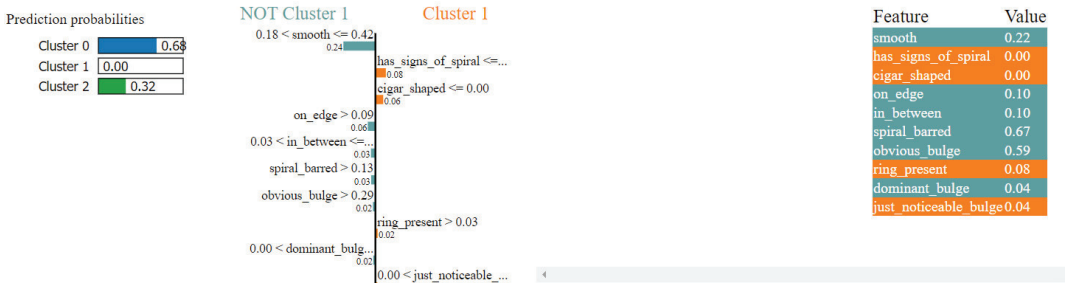 Prediction probabilities
Cluster 0 0.68
Cluster 1 0.00
Cluster 2 0.32
NOT Cluster 1 Cluster 1
0.18 < smooth <= 0.42
0.24
has_signs_of_spiral <=...
0.08
cigar_shaped <= 0.00
0.06
on_edge > 0.09
0.06
0.03 < in_between <=...
0.03
spiral_barred > 0.13
0.03
obvious_bulge > 0.29
0.02
ring_present > 0.03
0.02
0.00 < dominant_bulg...
0.02
0.00 < just_noticeable_...
Feature Value
smooth 0.22
has_signs_of_spiral 0.00
cigar_shaped 0.00
on_edge 0.10
in_between 0.10
spiral_barred 0.67
obvious_bulge 0.59
ring_present 0.08
dominant_bulge 0.04
just_noticeable_bulge 0.04